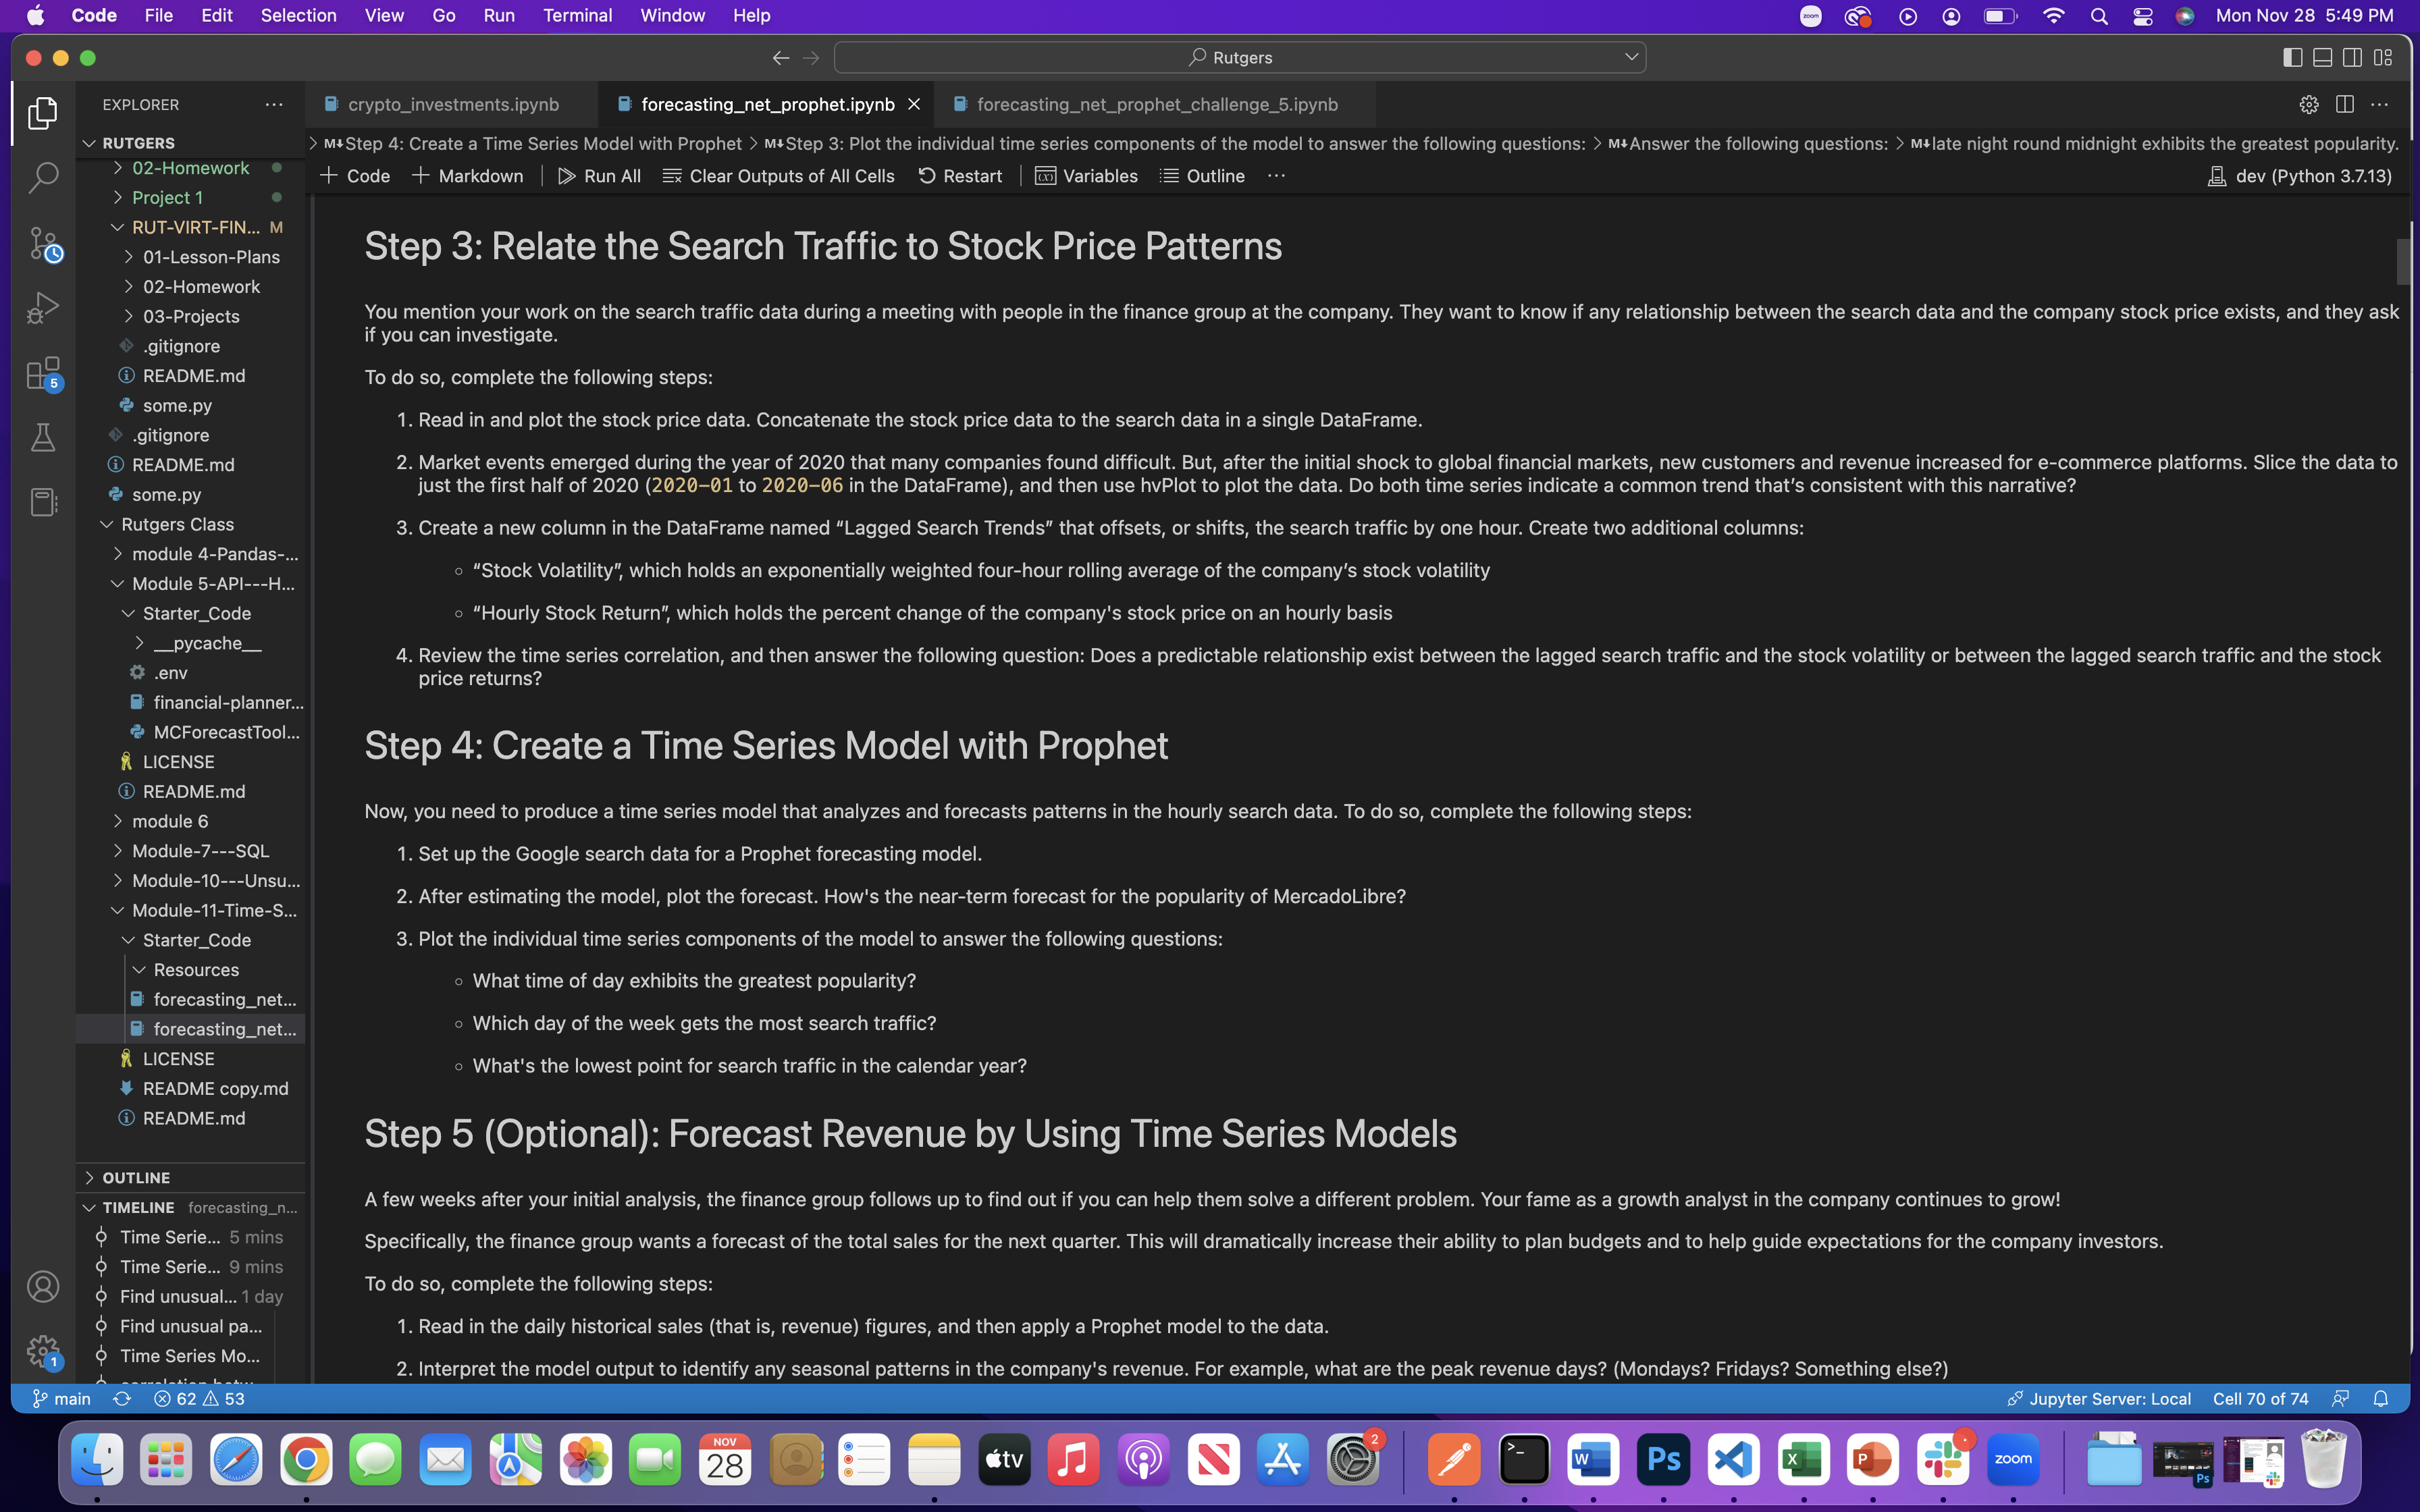 Code File Edit Selection View Go Run Terminal Window Help
zoom Mon Nov 28 5:49 PM
Rutgers
EXPLORER
crypto_investments.ipynb
forecasting_net_prophet.ipynb
forecasting_net_prophet_challenge_5.ipynb
RUTGERS
M↓Step 4: Create a Time Series Model with Prophet > M↓Step 3: Plot the individual time series components of the model to answer the following questions: > M↓Answer the following questions: > M↓late night round midnight exhibits the greatest popularity.
+ Code + Markdown Run All Clear Outputs of All Cells Restart Variables Outline ···
dev (Python 3.7.13)
02-Homework
Project 1
RUT-VIRT-FIN... M
01-Lesson-Plans
02-Homework
03-Projects
.gitignore
README.md
some.py
.gitignore
README.md
some.py
Rutgers Class
module 4-Pandas-...
Module 5-API---H...
Starter_Code
__pycache__
.env
financial-planner...
MCForecastTool...
LICENSE
README.md
module 6
Module-7---SQL
Module-10---Unsu...
Module-11-Time-S...
Starter_Code
Resources
forecasting_net...
forecasting_net...
LICENSE
README copy.md
README.md
OUTLINE
TIMELINE forecasting_n...
Time Serie... 5 mins
Time Serie... 9 mins
Find unusual... 1 day
Find unusual pa...
Time Series Mo...
Step 3: Relate the Search Traffic to Stock Price Patterns
You mention your work on the search traffic data during a meeting with people in the finance group at the company. They want to know if any relationship between the search data and the company stock price exists, and they ask
if you can investigate.
To do so, complete the following steps:
1. Read in and plot the stock price data. Concatenate the stock price data to the search data in a single DataFrame.
2. Market events emerged during the year of 2020 that many companies found difficult. But, after the initial shock to global financial markets, new customers and revenue increased for e-commerce platforms. Slice the data to
just the first half of 2020 (2020-01 to 2020-06 in the DataFrame), and then use hvPlot to plot the data. Do both time series indicate a common trend that’s consistent with this narrative?
3. Create a new column in the DataFrame named “Lagged Search Trends” that offsets, or shifts, the search traffic by one hour. Create two additional columns:
◦ “Stock Volatility”, which holds an exponentially weighted four-hour rolling average of the company’s stock volatility
◦ “Hourly Stock Return”, which holds the percent change of the company's stock price on an hourly basis
4. Review the time series correlation, and then answer the following question: Does a predictable relationship exist between the lagged search traffic and the stock volatility or between the lagged search traffic and the stock
price returns?
Step 4: Create a Time Series Model with Prophet
Now, you need to produce a time series model that analyzes and forecasts patterns in the hourly search data. To do so, complete the following steps:
1. Set up the Google search data for a Prophet forecasting model.
2. After estimating the model, plot the forecast. How's the near-term forecast for the popularity of MercadoLibre?
3. Plot the individual time series components of the model to answer the following questions:
◦ What time of day exhibits the greatest popularity?
◦ Which day of the week gets the most search traffic?
◦ What's the lowest point for search traffic in the calendar year?
Step 5 (Optional): Forecast Revenue by Using Time Series Models
A few weeks after your initial analysis, the finance group follows up to find out if you can help them solve a different problem. Your fame as a growth analyst in the company continues to grow!
Specifically, the finance group wants a forecast of the total sales for the next quarter. This will dramatically increase their ability to plan budgets and to help guide expectations for the company investors.
To do so, complete the following steps:
1. Read in the daily historical sales (that is, revenue) figures, and then apply a Prophet model to the data.
2. Interpret the model output to identify any seasonal patterns in the company's revenue. For example, what are the peak revenue days? (Mondays? Fridays? Something else?)
5
1
main 62 53
Jupyter Server: Local Cell 70 of 74
NOV
28
tv
2
W
Ps
X
P
zoom
Ps